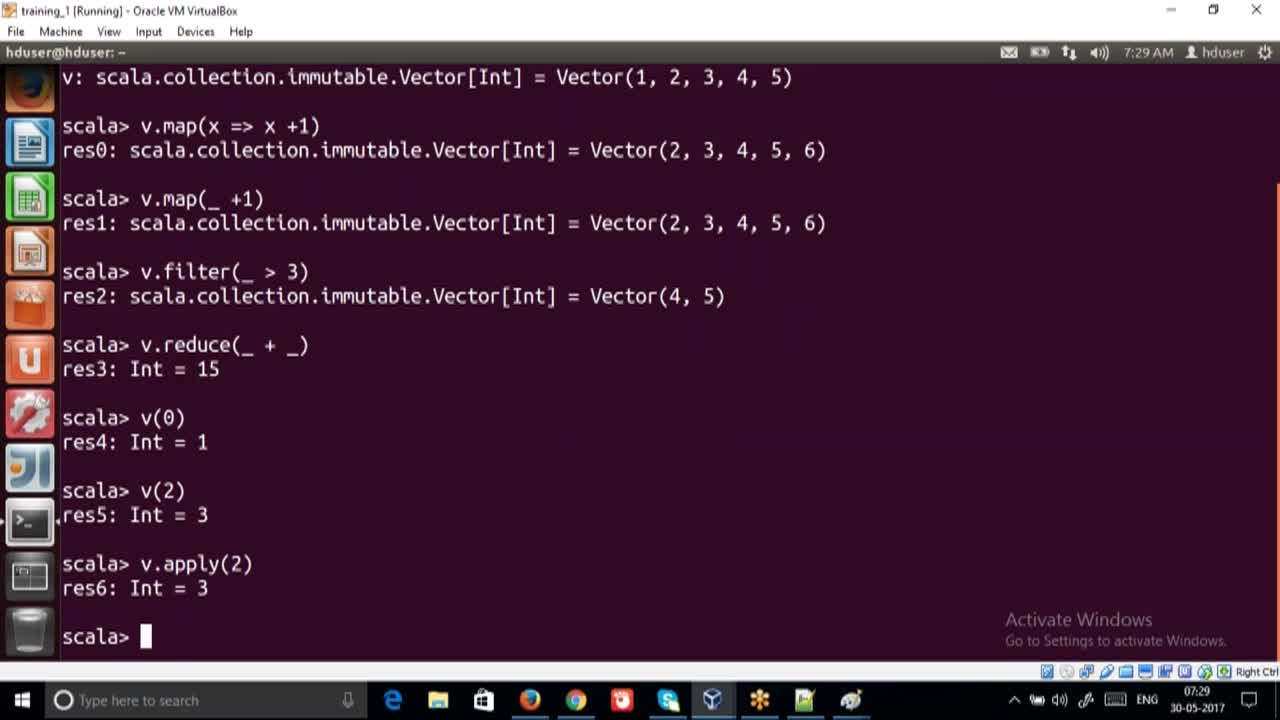 training_1 [Running] - Oracle VM VirtualBox
File Machine View Input Devices Help
hduser@hduser: ~
7:29 AM hduser
v: scala.collection.immutable.Vector[Int] = Vector(1, 2, 3, 4, 5)
scala> v.map(x => x +1)
res0: scala.collection.immutable.Vector[Int] = Vector(2, 3, 4, 5, 6)
scala> v.map(_ +1)
res1: scala.collection.immutable.Vector[Int] = Vector(2, 3, 4, 5, 6)
scala> v.filter(_ > 3)
res2: scala.collection.immutable.Vector[Int] = Vector(4, 5)
scala> v.reduce(_ + _)
res3: Int = 15
scala> v(0)
res4: Int = 1
scala> v(2)
res5: Int = 3
scala> v.apply(2)
res6: Int = 3
scala>
Activate Windows
Go to Settings to activate Windows.
Right Ctrl
Type here to search
ENG
07:29
30-05-2017